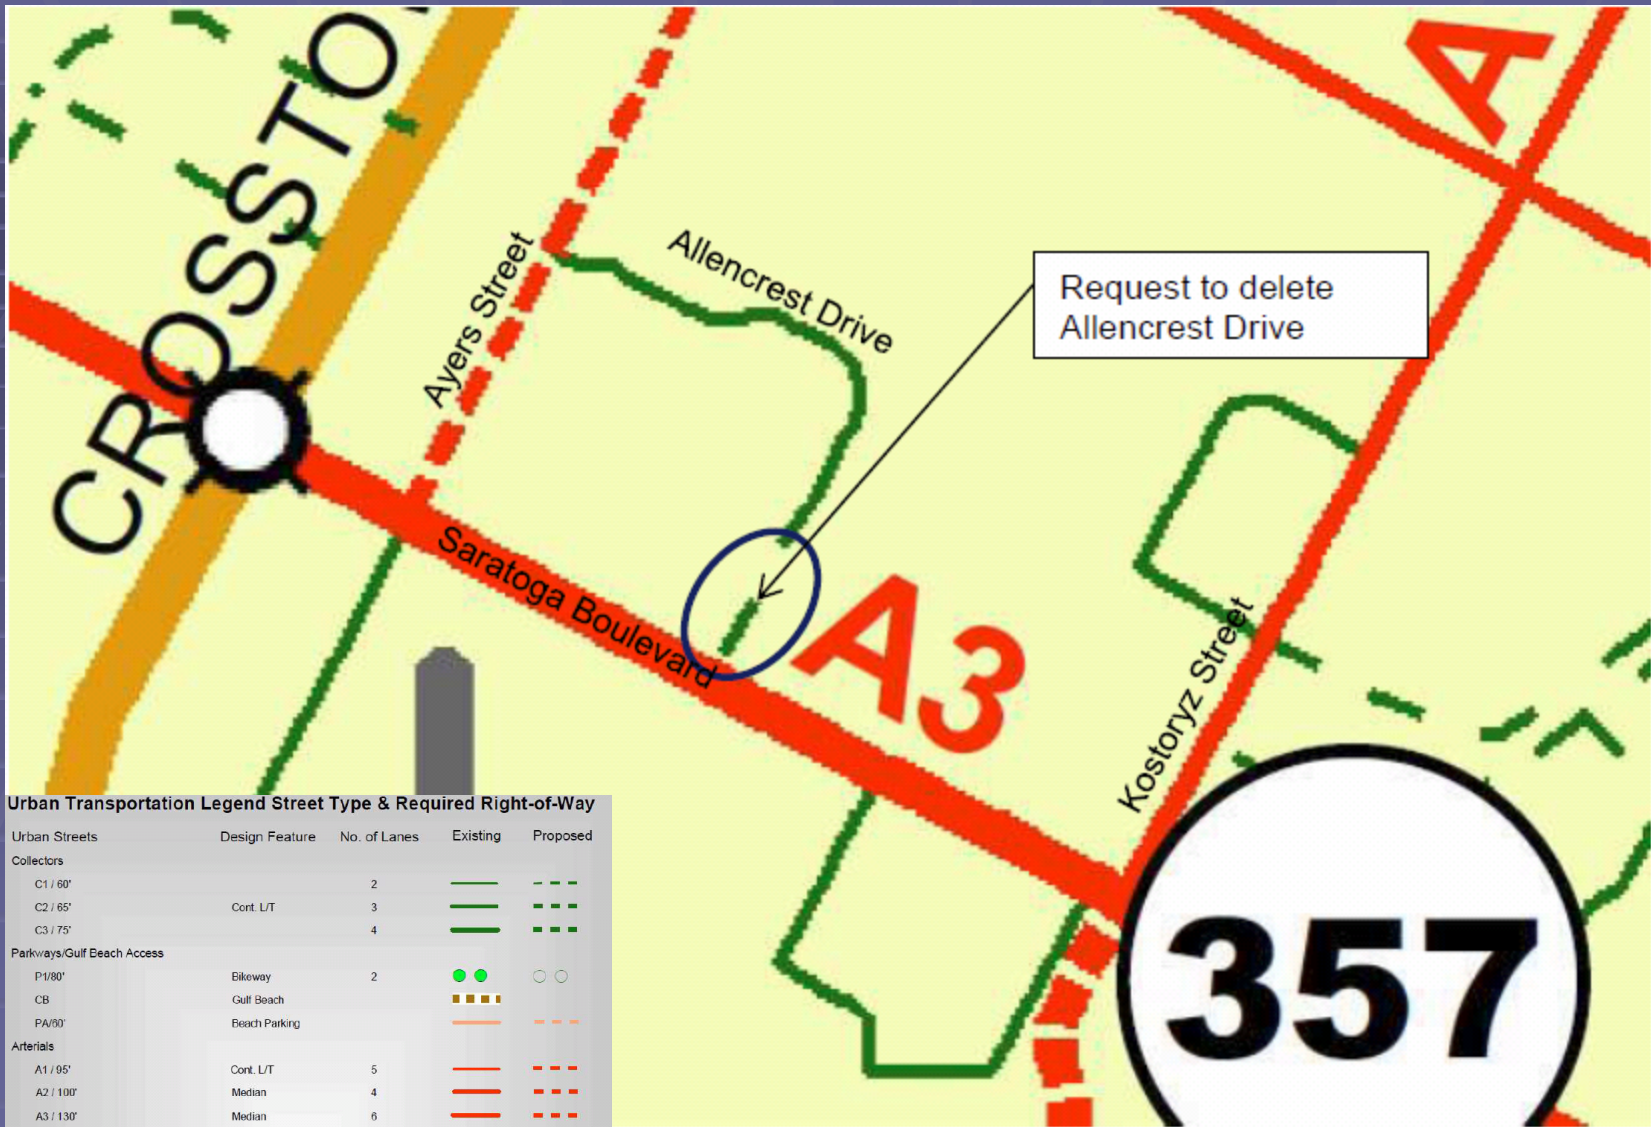 CROSSTO
A
Allencrest Drive
Ayers Street
Request to delete
Allencrest Drive
Saratoga Boulevard
A3
Kostoryz Street
357
Urban Transportation Legend Street Type & Required Right-of-Way
Urban Streets Design Feature No. of Lanes Existing Proposed
Collectors
C1 / 60' 2
C2 / 65' Cont. L/T 3
C3 / 75' 4
Parkways/Gulf Beach Access
P1/80' Bikeway 2
CB Gulf Beach
PA/60' Beach Parking
Arterials
A1 / 95' Cont. L/T 5
A2 / 100' Median 4
A3 / 130' Median 6